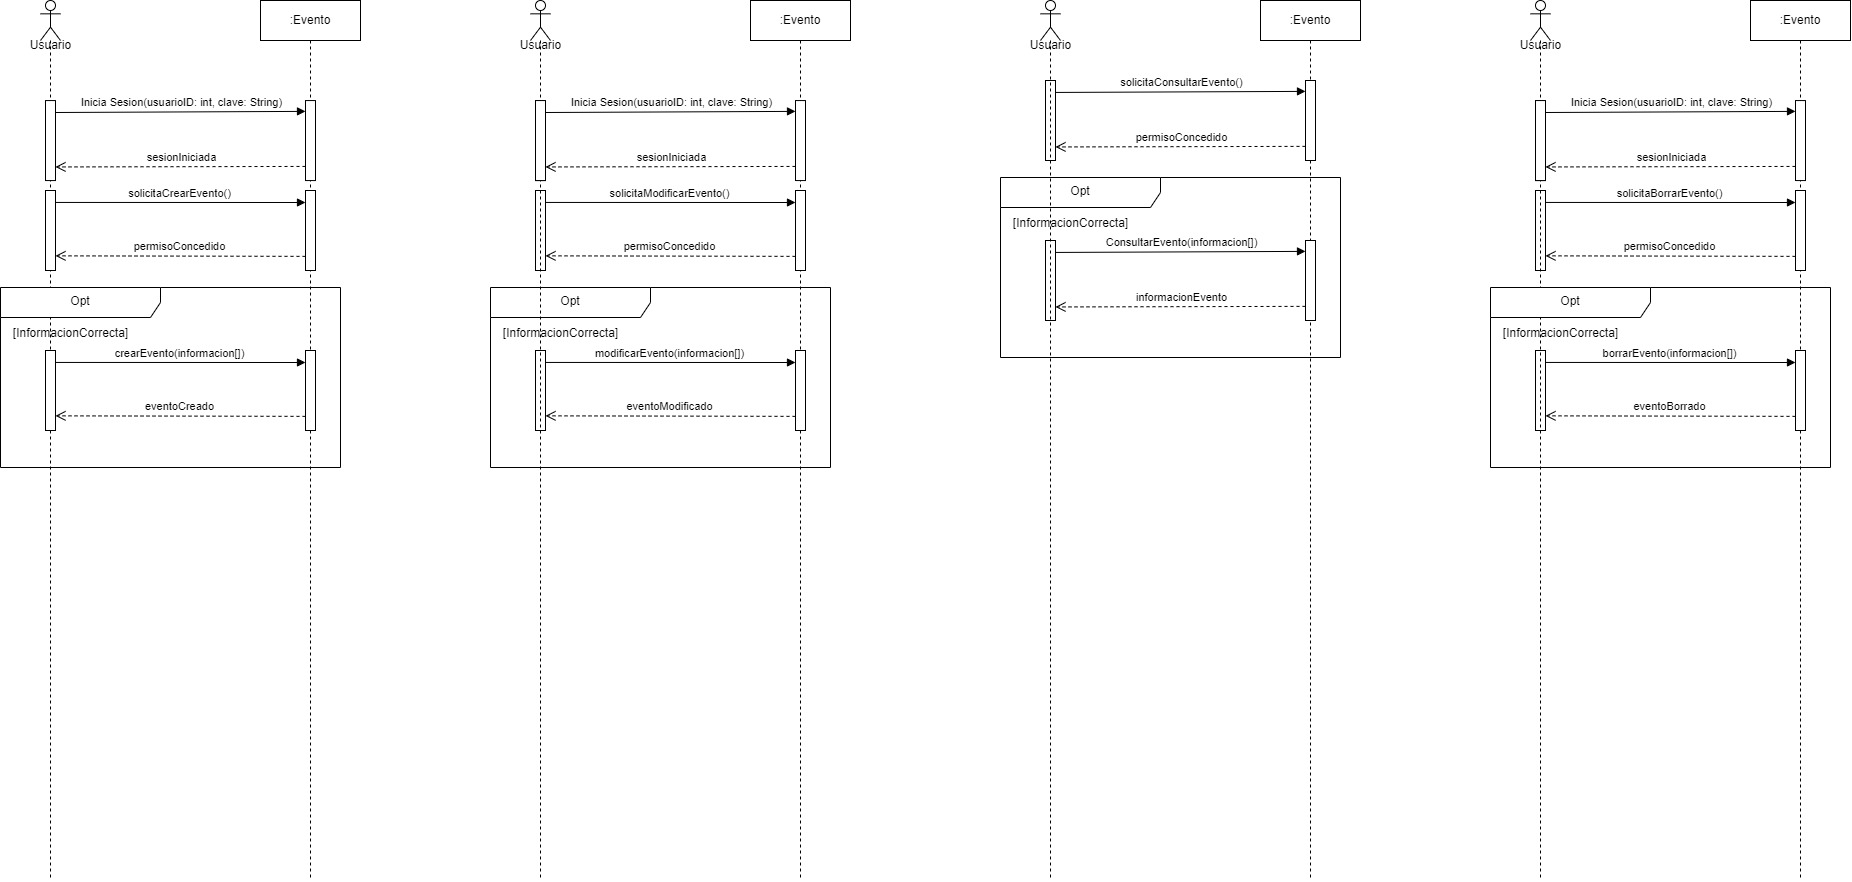 :Evento
Usuario
Inicia Sesion(usuarioID: int, clave: String)
sesionIniciada
solicitaCrearEvento()
permisoConcedido
Opt
[InformacionCorrecta]
crearEvento(informacion[])
eventoCreado
:Evento
Usuario
Inicia Sesion(usuarioID: int, clave: String)
sesionIniciada
solicitaModificarEvento()
permisoConcedido
Opt
[InformacionCorrecta]
modificarEvento(informacion[])
eventoModificado
:Evento
Usuario
solicitaConsultarEvento()
permisoConcedido
Opt
[InformacionCorrecta]
ConsultarEvento(informacion[])
informacionEvento
:Evento
Usuario
Inicia Sesion(usuarioID: int, clave: String)
sesionIniciada
solicitaBorrarEvento()
permisoConcedido
Opt
[InformacionCorrecta]
borrarEvento(informacion[])
eventoBorrado